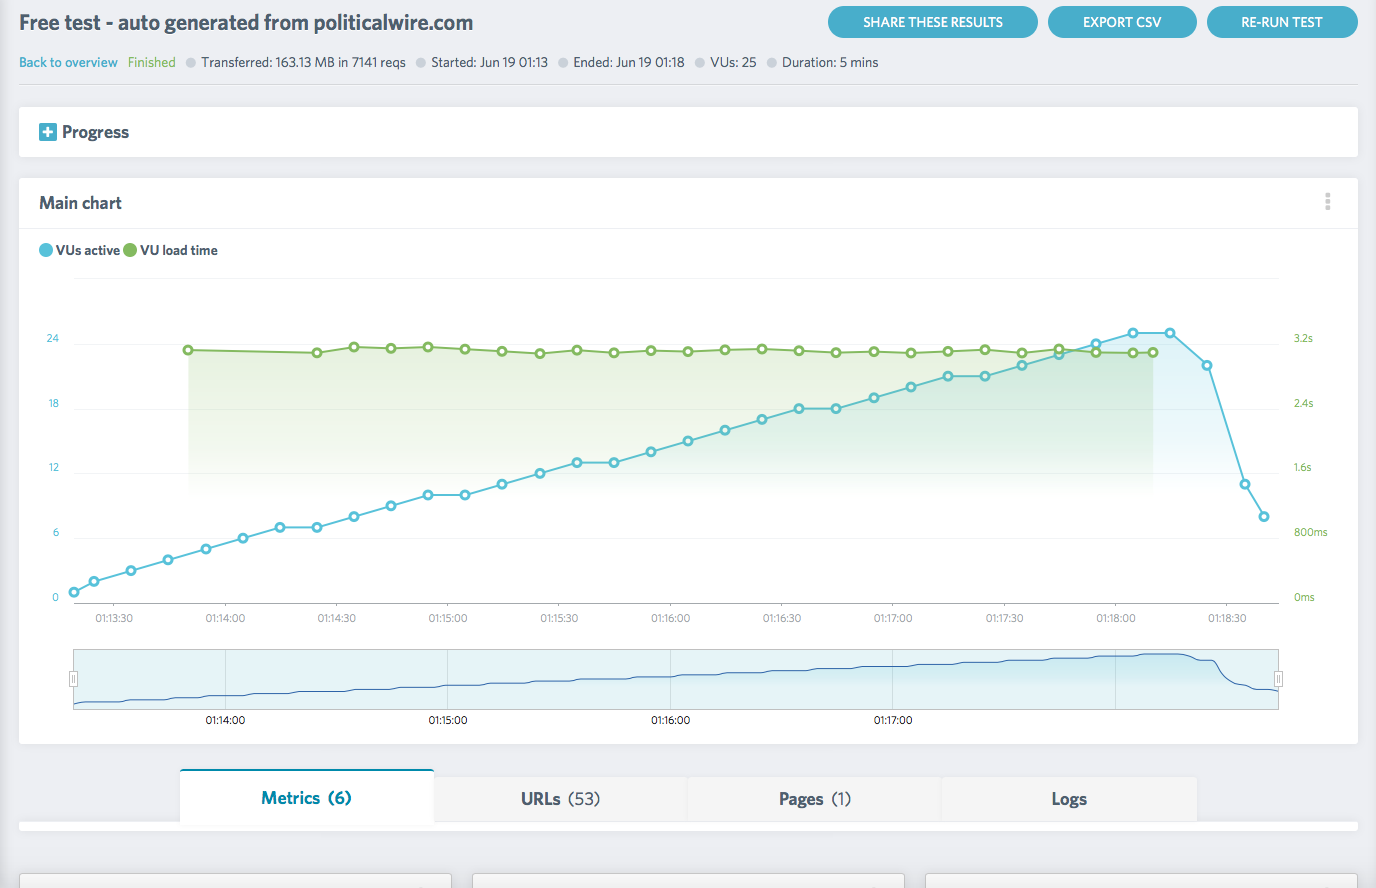 Free test - auto generated from politicalwire.com
SHARE THESE RESULTS
EXPORT CSV
RE-RUN TEST
Back to overview Finished Transferred: 163.13 MB in 7141 reqs Started: Jun 19 01:13 Ended: Jun 19 01:18 VUs: 25 Duration: 5 mins
Progress
Main chart
VUs active VU load time
24 3.2s
18 2.4s
12 1.6s
6 800ms
0 0ms
01:13:30 01:14:00 01:14:30 01:15:00 01:15:30 01:16:00 01:16:30 01:17:00 01:17:30 01:18:00 01:18:30
01:14:00 01:15:00 01:16:00 01:17:00
Metrics (6) URLs (53) Pages (1) Logs